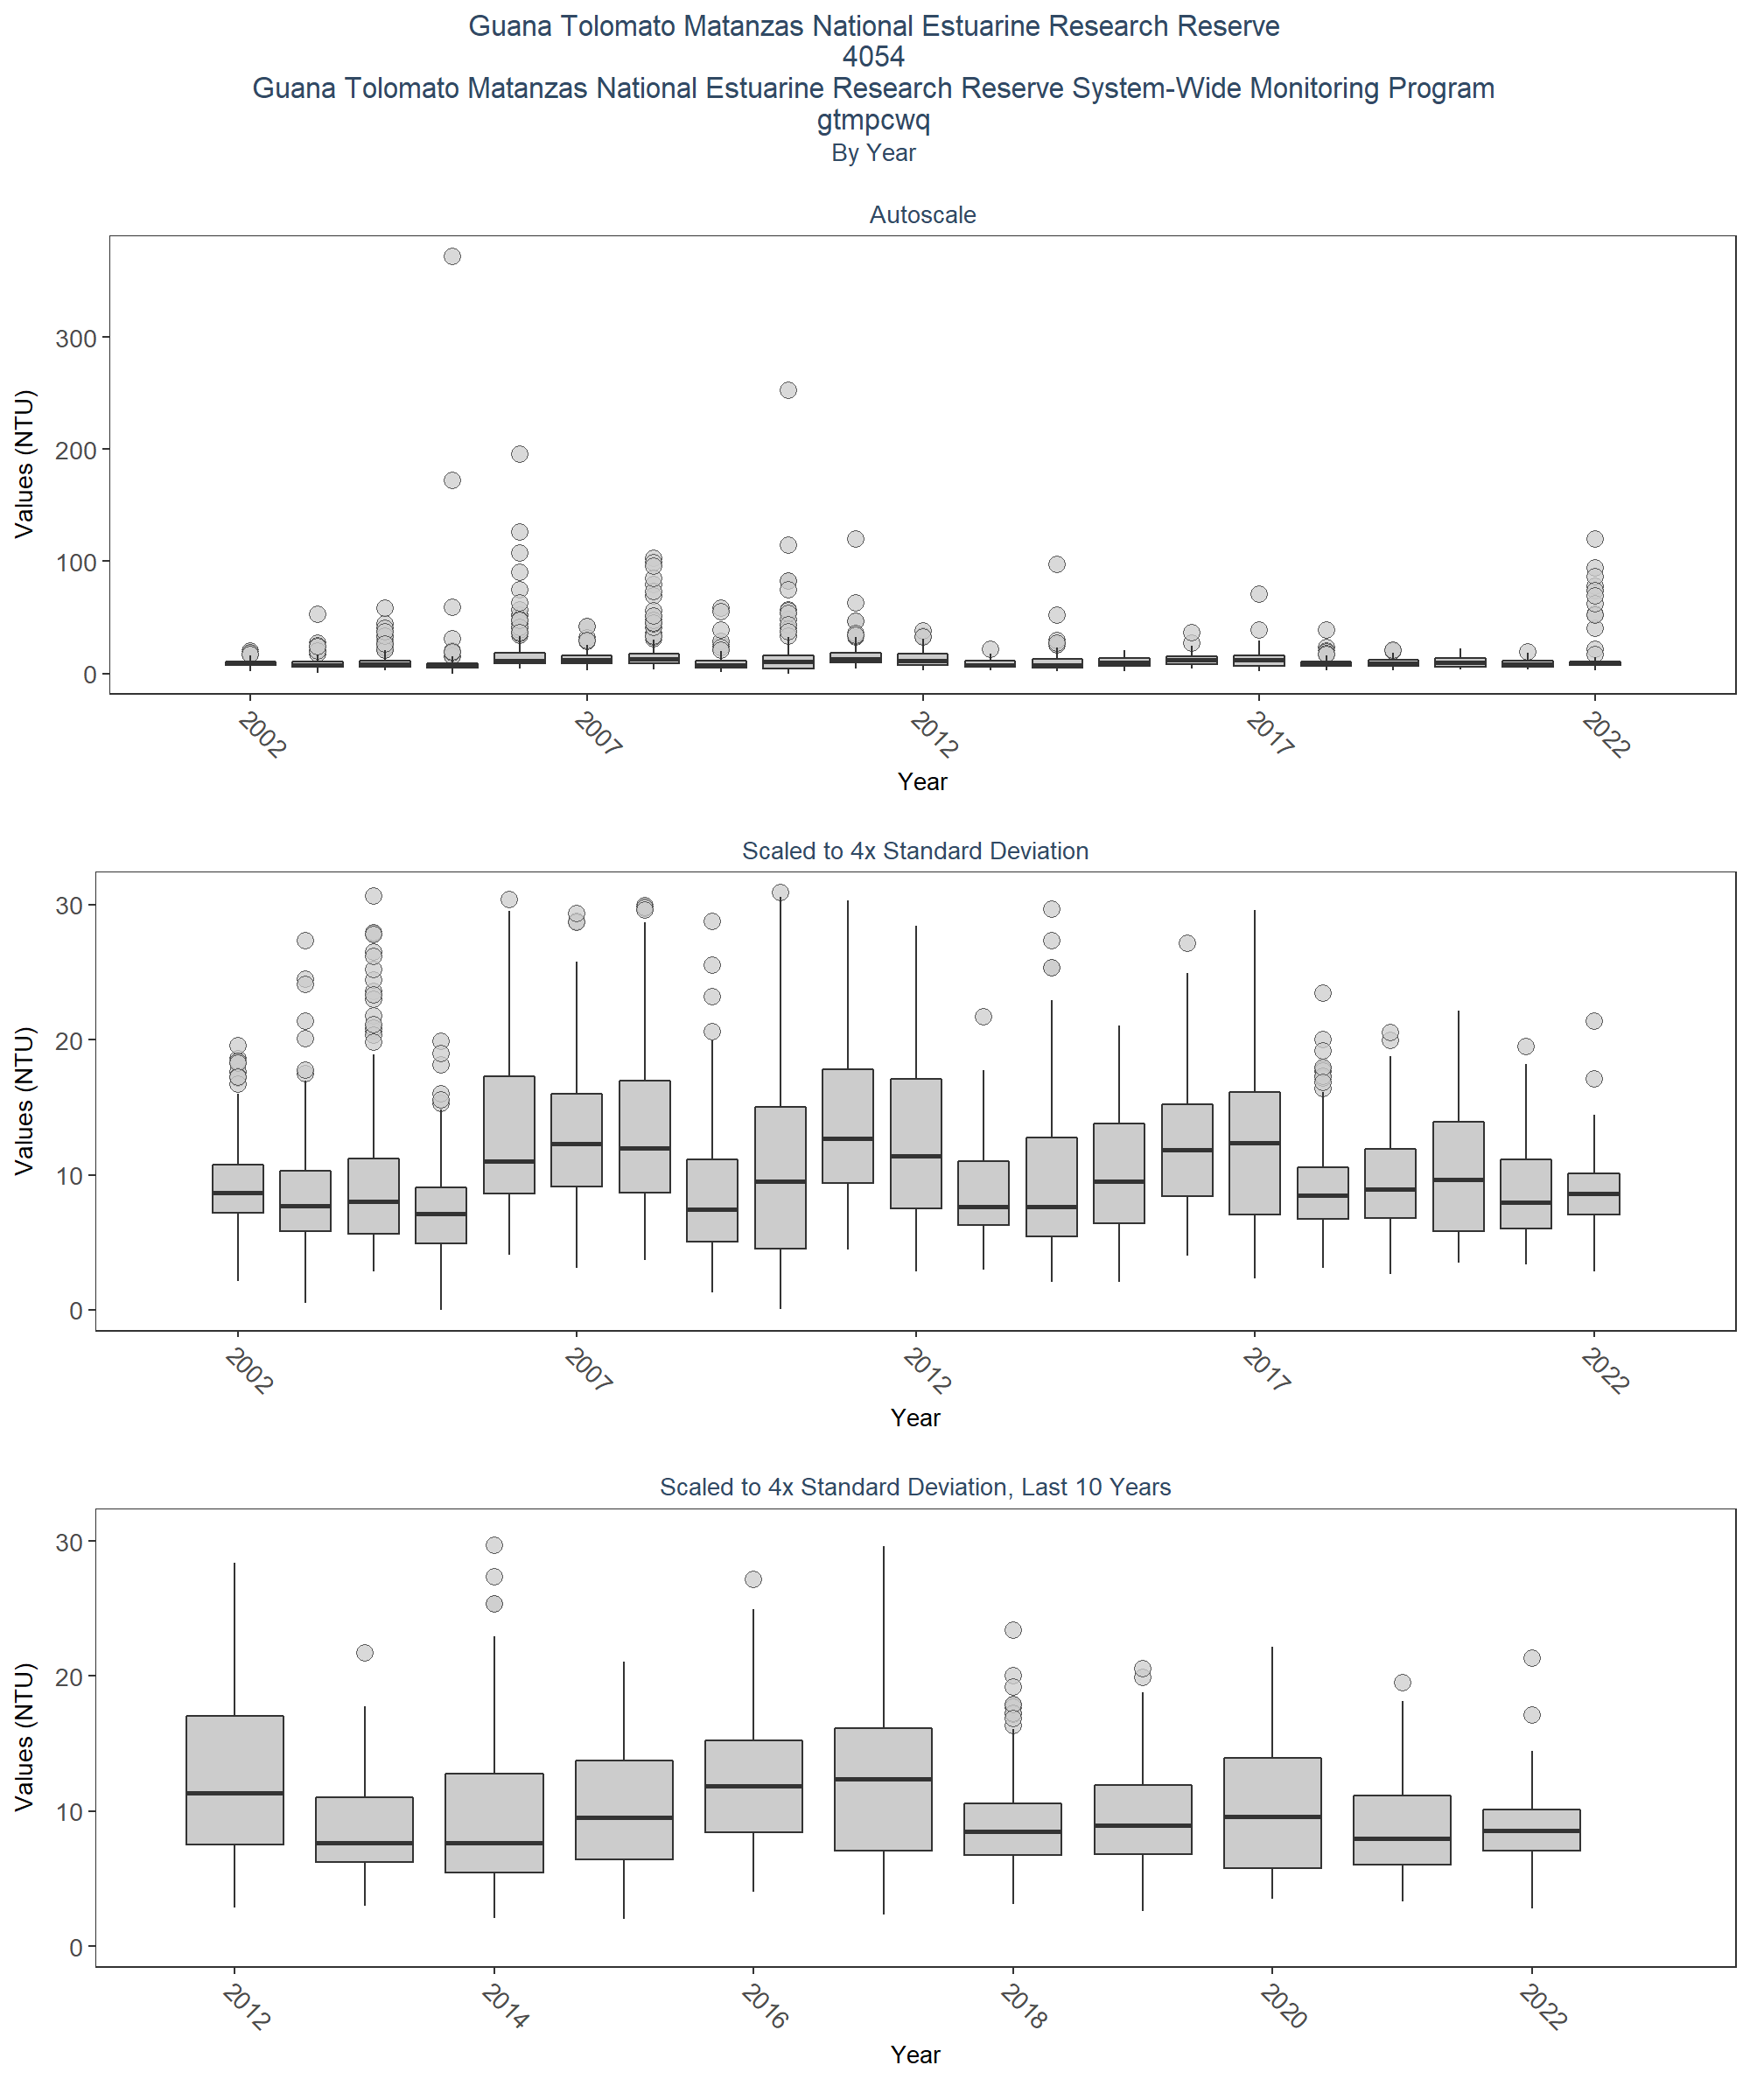 Guana Tolomato Matanzas National Estuarine Research Reserve
4054
Guana Tolomato Matanzas National Estuarine Research Reserve System-Wide Monitoring Program
gtmpcwq
By Year
Autoscale
Values (NTU)
300
200
100
0
2002
2007
2012
2017
2022
Year
Scaled to 4x Standard Deviation
Values (NTU)
30
20
10
0
2002
2007
2012
2017
2022
Year
Scaled to 4x Standard Deviation, Last 10 Years
Values (NTU)
30
20
10
0
2012
2014
2016
2018
2020
2022
Year